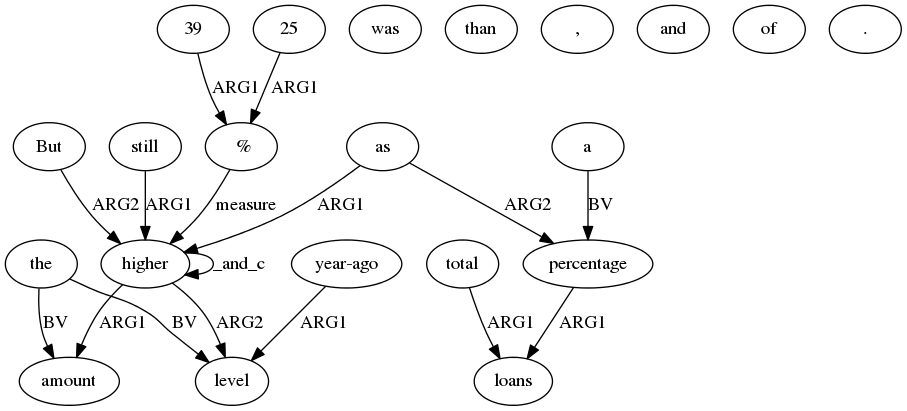 39 25 was than , and of .
ARG1 ARG1
But still % as a
ARG2 ARG1 measure ARG1 ARG2 BV
the higher _and_c year-ago total percentage
BV ARG1 BV ARG2 ARG1 ARG1 ARG1
amount level loans